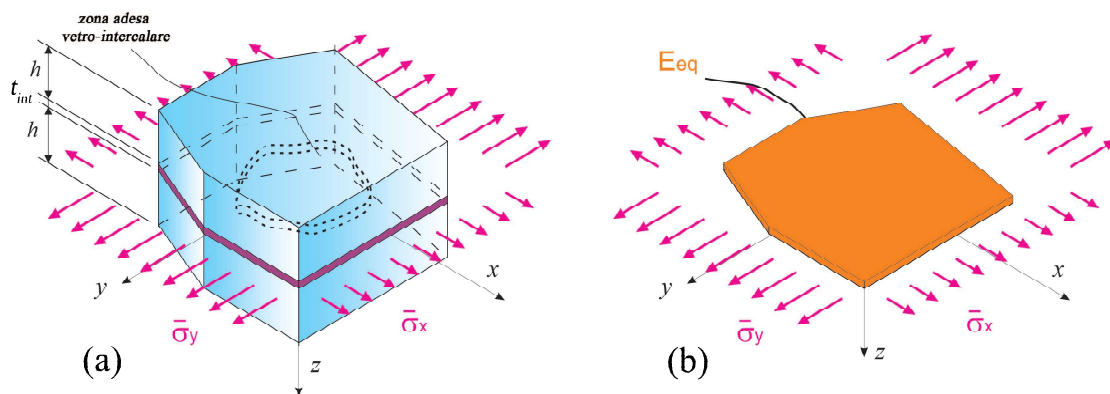 zona adesa
vetro-intercalare
h
t_int
h
x
y
σ̄y
σ̄x
z
(a)
Eeq
y
x
σ̄y
σ̄x
z
(b)